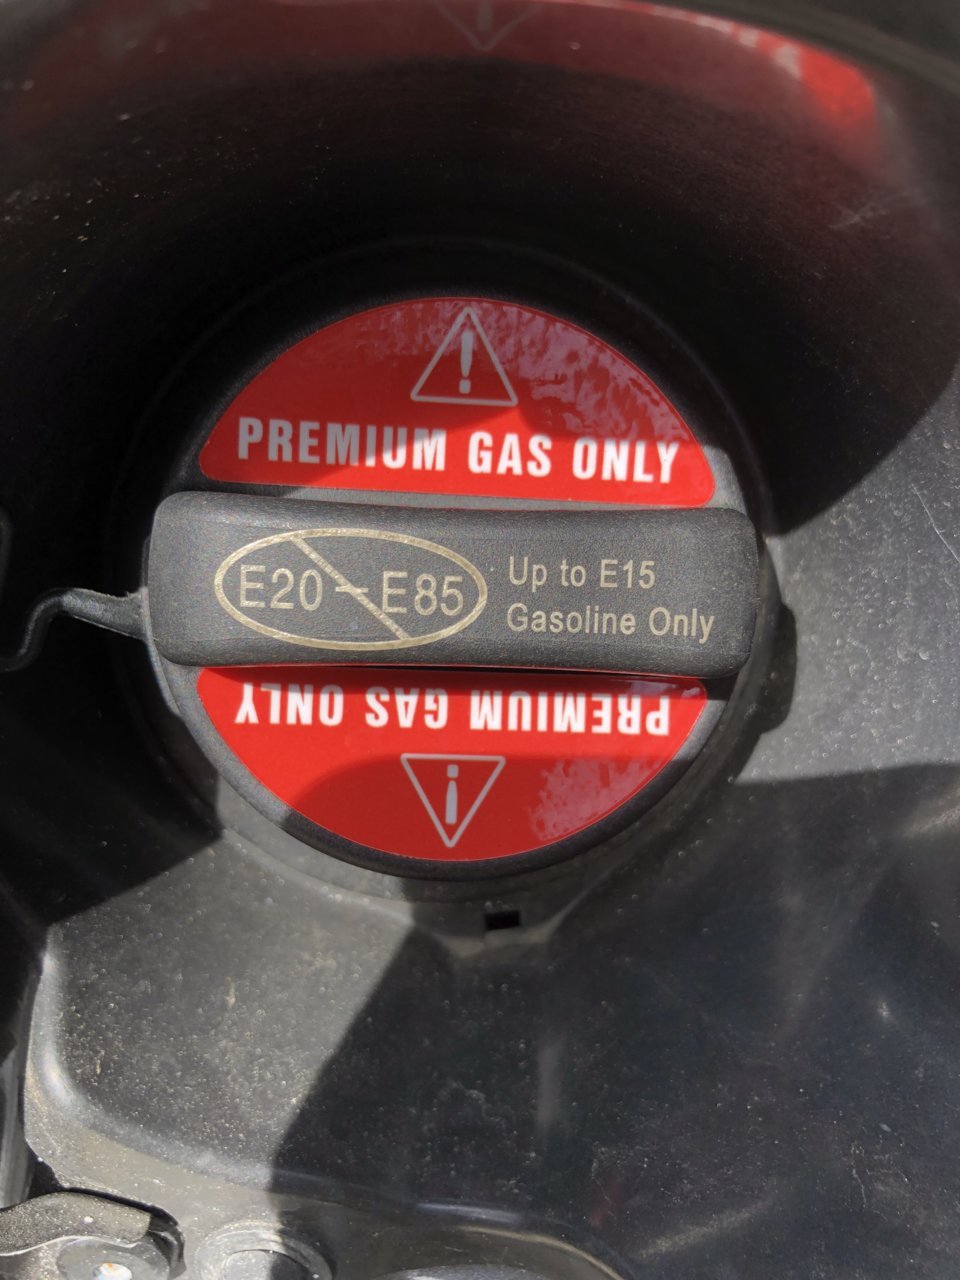 PREMIUM GAS ONLY
E20-E85
Up to E15
Gasoline Only
PREMIUM GAS ONLY